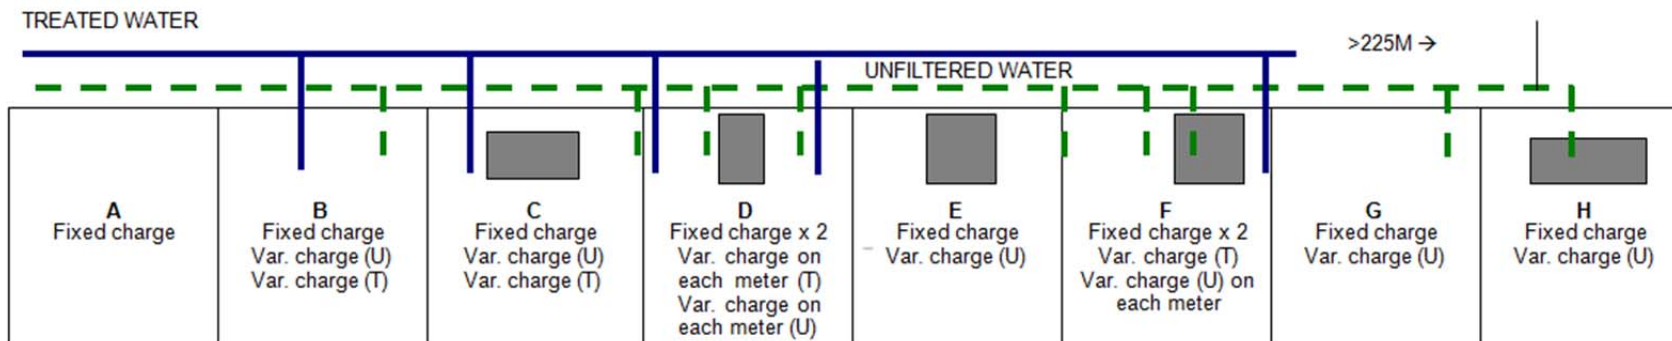 TREATED WATER
>225M →
UNFILTERED WATER
A
Fixed charge
B
Fixed charge
Var. charge (U)
Var. charge (T)
C
Fixed charge
Var. charge (U)
Var. charge (T)
D
Fixed charge x 2
Var. charge on
each meter (T)
Var. charge on
each meter (U)
E
Fixed charge
Var. charge (U)
F
Fixed charge x 2
Var. charge (T)
Var. charge (U) on
each meter
G
Fixed charge
Var. charge (U)
H
Fixed charge
Var. charge (U)